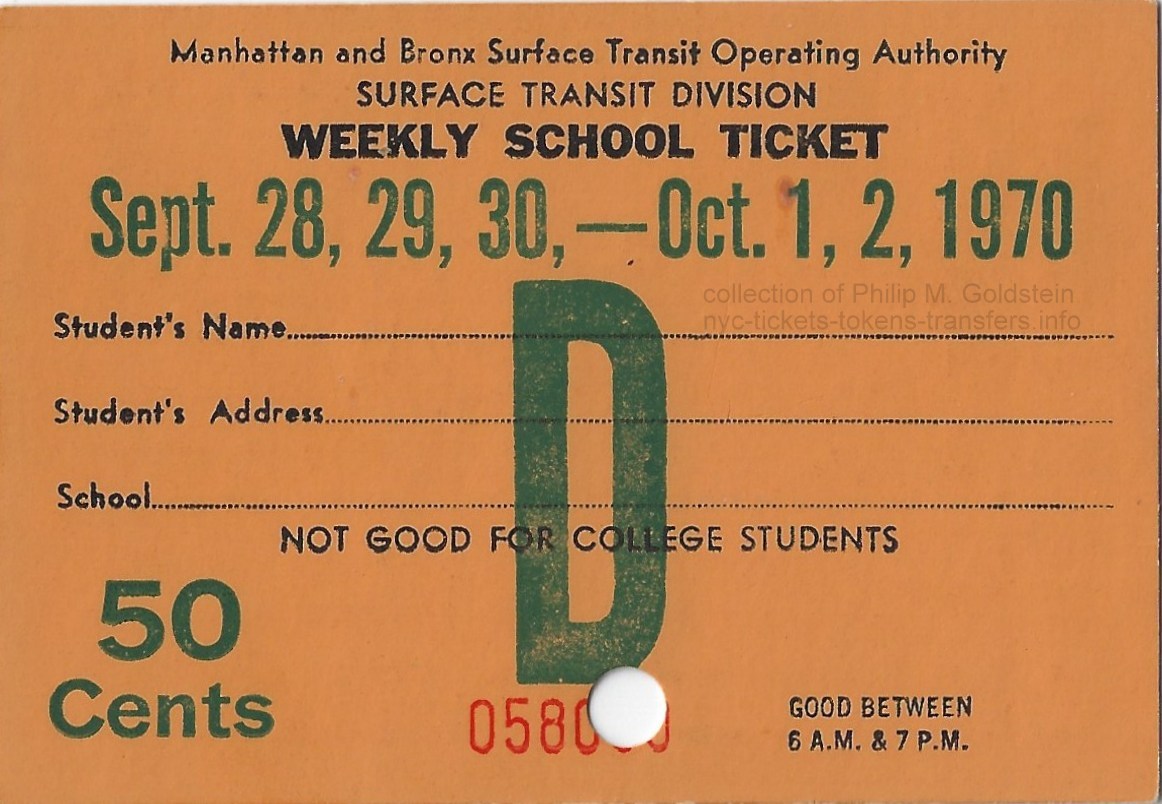 Manhattan and Bronx Surface Transit Operating Authority
SURFACE TRANSIT DIVISION
WEEKLY SCHOOL TICKET
Sept. 28, 29, 30,—Oct. 1, 2, 1970
collection of Philip M. Goldstein
nyc-tickets-tokens-transfers.info
Student's Name
Student's Address
School
D
NOT GOOD FOR COLLEGE STUDENTS
50
Cents
GOOD BETWEEN
6 A.M. & 7 P.M.